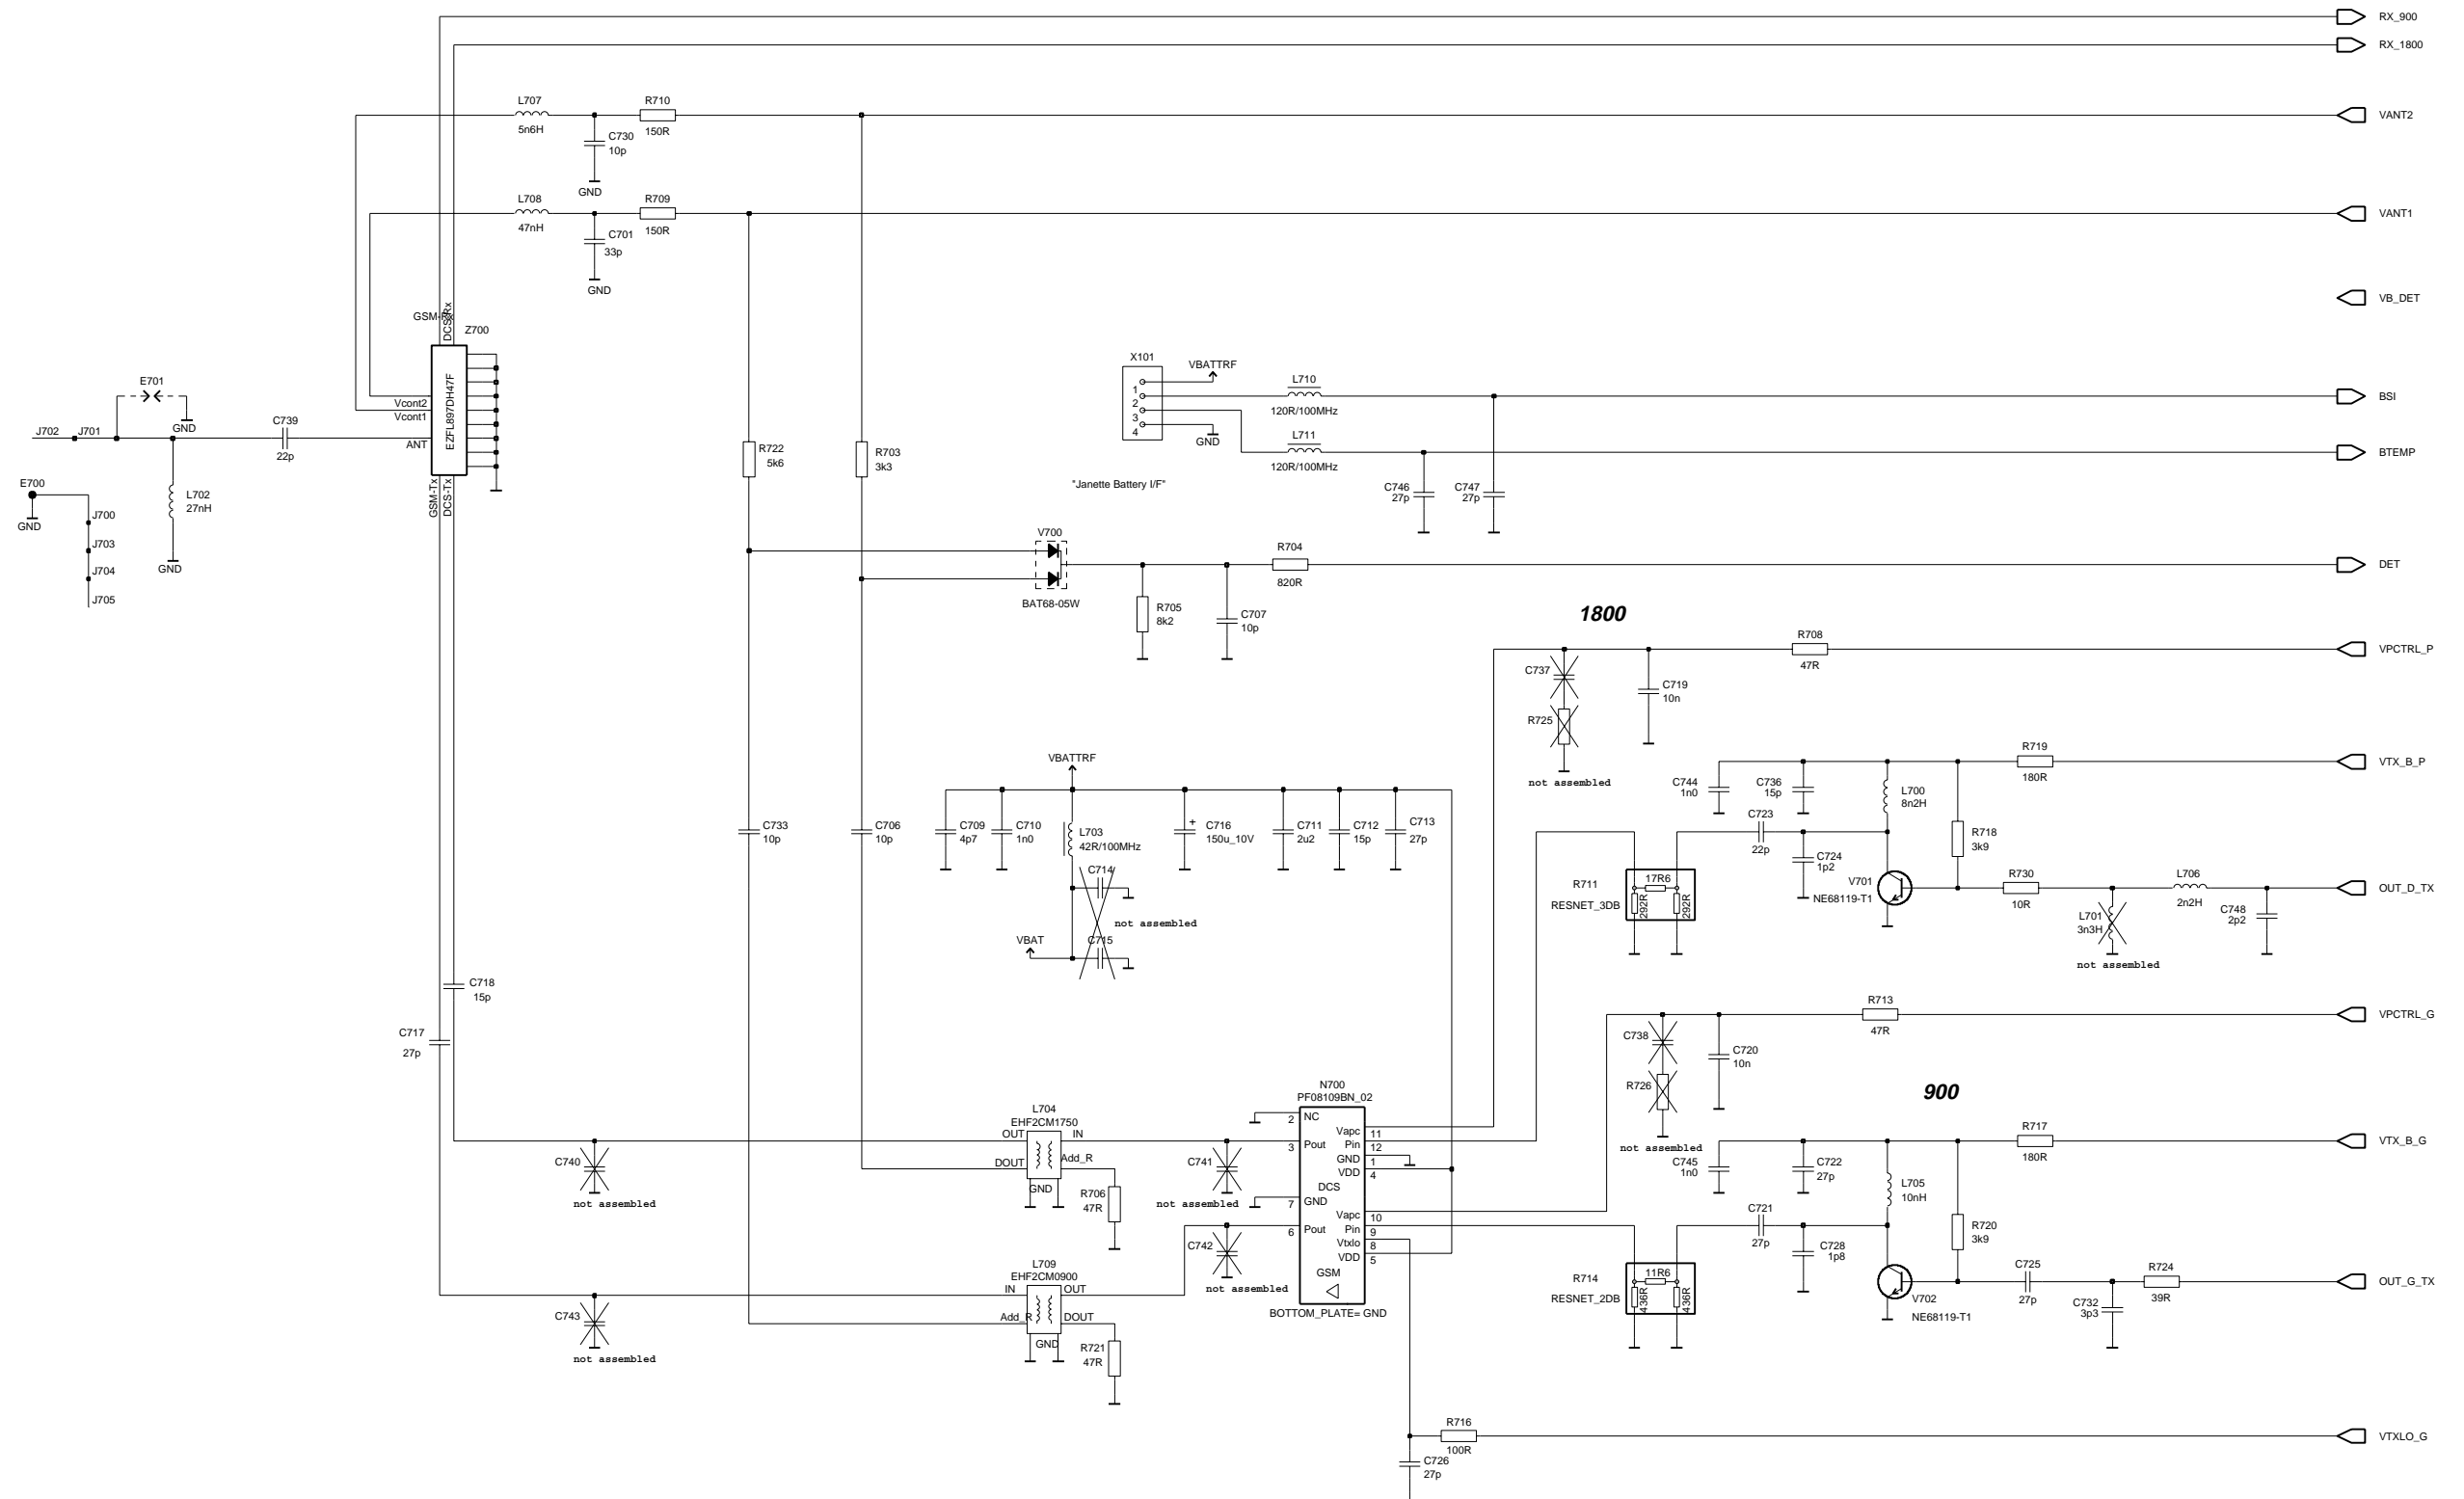 RX_900
RX_1800
L707
R710
5n6H
C730
10p
150R
VANT2
GND
L708
R709
47nH
C701
33p
150R
VANT1
GND
VB_DET
GSM-Rx
DCS-Rx
Z700
EZFL897DH47F
Vcont2
Vcont1
ANT
GSM-Tx
DCS-Tx
E701
GND
J702
J701
C739
22p
L702
27nH
GND
E700
GND
J700
J703
J704
J705
X101
VBATTRF
1
2
3
4
GND
L710
120R/100MHz
BSI
L711
120R/100MHz
BTEMP
"Janette Battery I/F"
C746
27p
C747
27p
R722
5k6
R703
3k3
V700
BAT68-05W
R704
820R
DET
R705
8k2
C707
10p
1800
R708
47R
VPCTRL_P
C737
R725
not assembled
C719
10n
R719
180R
VTX_B_P
C744
1n0
C736
15p
L700
8n2H
VBATTRF
C733
10p
C706
10p
C709
4p7
C710
1n0
L703
42R/100MHz
+
C716
150u_10V
C711
2u2
C712
15p
C713
27p
C714
not assembled
VBAT
C715
C723
22p
C724
1p2
R718
3k9
R711
RESNET_3DB
17R6
292R
292R
V701
NE68119-T1
R730
10R
L706
2n2H
OUT_D_TX
L701
3n3H
not assembled
C748
2p2
C718
15p
C717
27p
R713
47R
VPCTRL_G
C738
R726
not assembled
C720
10n
900
R717
180R
VTX_B_G
C745
1n0
C722
27p
L705
10nH
N700
PF08109BN_02
2
NC
3
Pout
7
GND
6
Pout
Vapc
11
Pin
12
GND
1
VDD
4
DCS
Vapc
10
Pin
9
Vtxlo
8
VDD
5
GSM
BOTTOM_PLATE= GND
L704
EHF2CM1750
OUT
IN
DOUT
Add_R
GND
R706
47R
C740
not assembled
C741
not assembled
C742
not assembled
L709
EHF2CM0900
IN
OUT
Add_R
DOUT
GND
R721
47R
C743
not assembled
C721
27p
C728
1p8
R720
3k9
R714
RESNET_2DB
11R6
436R
436R
V702
NE68119-T1
C725
27p
C732
3p3
R724
39R
OUT_G_TX
R716
100R
VTXLO_G
C726
27p